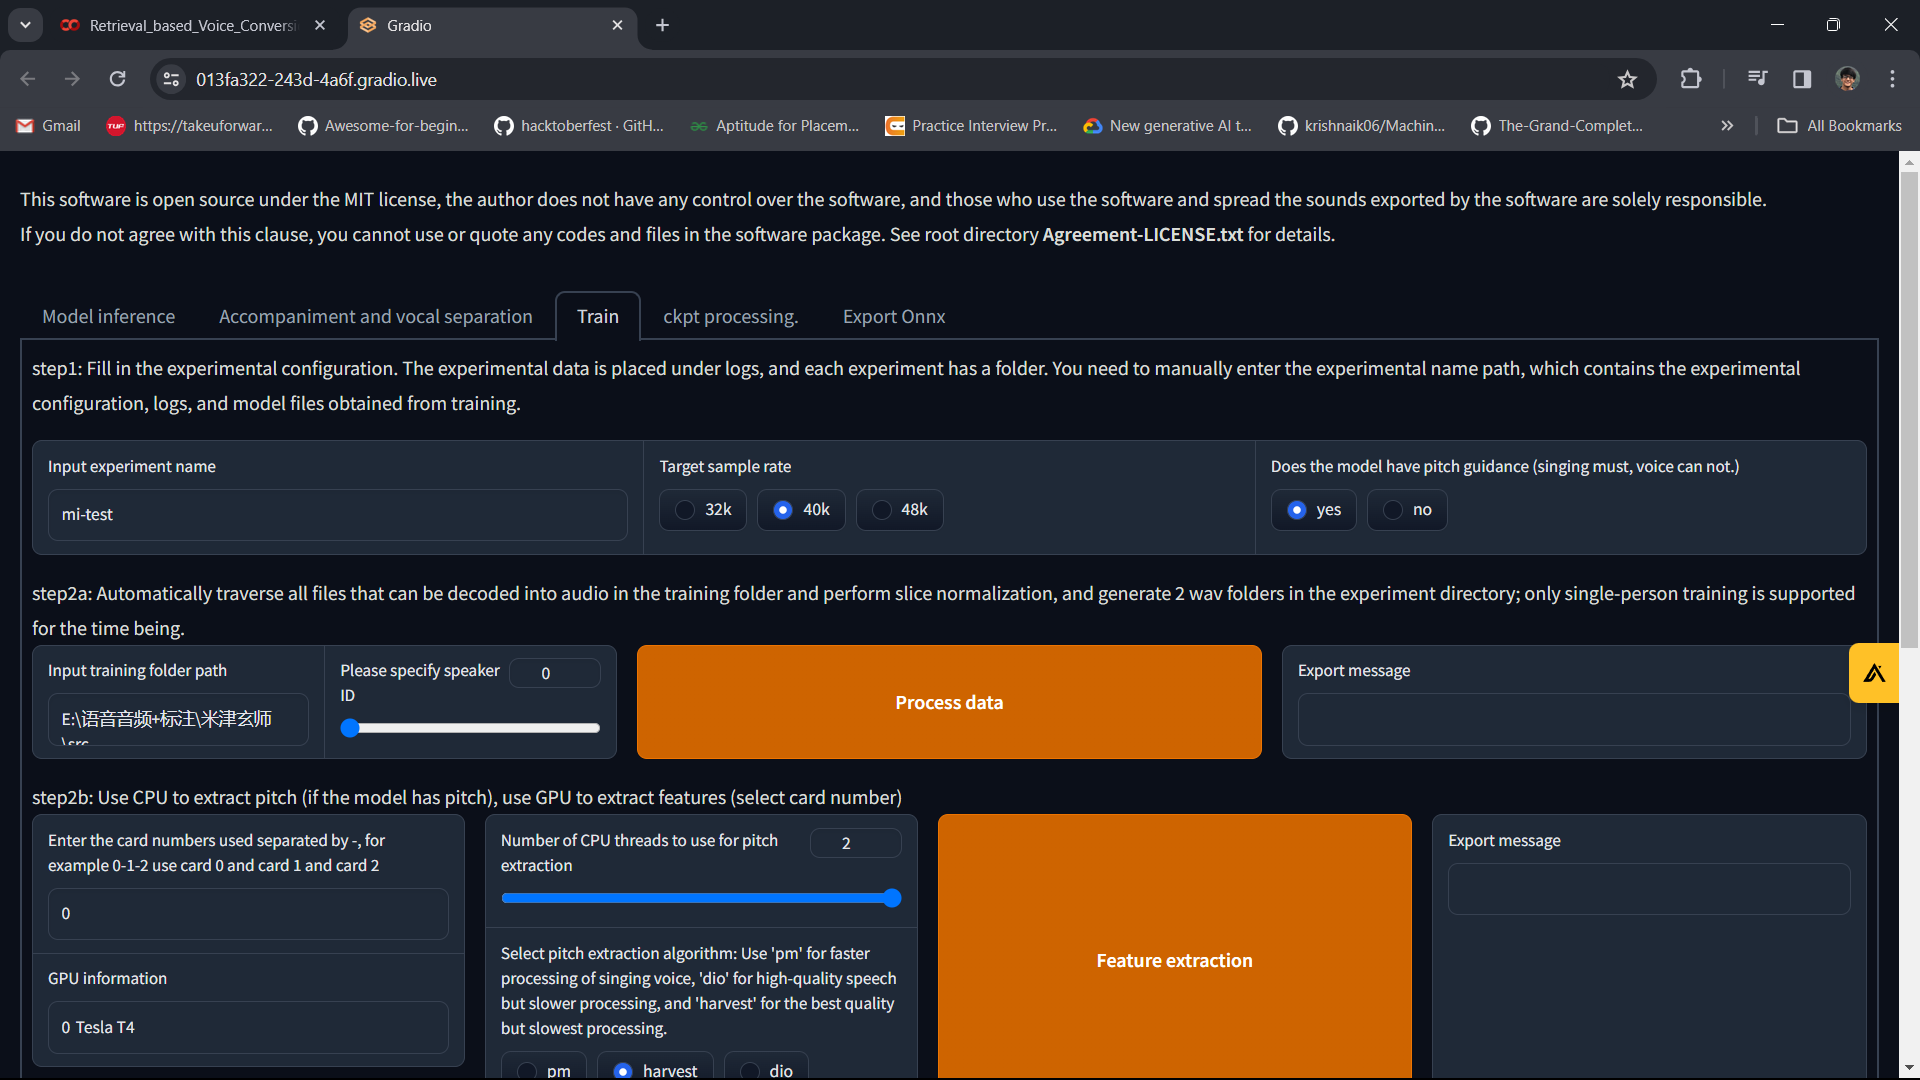 Retrieval_based_Voice_Conversi
Gradio
013fa322-243d-4a6f.gradio.live
Gmail
TUF
https://takeuforwar...
Awesome-for-begin...
hacktoberfest · GitH...
Aptitude for Placem...
Practice Interview Pr...
New generative AI t...
krishnaik06/Machin...
The-Grand-Complet...
All Bookmarks
This software is open source under the MIT license, the author does not have any control over the software, and those who use the software and spread the sounds exported by the software are solely responsible.
If you do not agree with this clause, you cannot use or quote any codes and files in the software package. See root directory Agreement-LICENSE.txt for details.
Model inference
Accompaniment and vocal separation
Train
ckpt processing.
Export Onnx
step1: Fill in the experimental configuration. The experimental data is placed under logs, and each experiment has a folder. You need to manually enter the experimental name path, which contains the experimental
configuration, logs, and model files obtained from training.
Input experiment name
mi-test
Target sample rate
32k
40k
48k
Does the model have pitch guidance (singing must, voice can not.)
yes
no
step2a: Automatically traverse all files that can be decoded into audio in the training folder and perform slice normalization, and generate 2 wav folders in the experiment directory; only single-person training is supported
for the time being.
Input training folder path
E:\语音音频+标注\米津玄师
\src
Please specify speaker
ID
0
Process data
Export message
step2b: Use CPU to extract pitch (if the model has pitch), use GPU to extract features (select card number)
Enter the card numbers used separated by -, for
example 0-1-2 use card 0 and card 1 and card 2
0
GPU information
0 Tesla T4
Number of CPU threads to use for pitch
extraction
2
Select pitch extraction algorithm: Use 'pm' for faster
processing of singing voice, 'dio' for high-quality speech
but slower processing, and 'harvest' for the best quality
but slowest processing.
pm
harvest
dio
Feature extraction
Export message